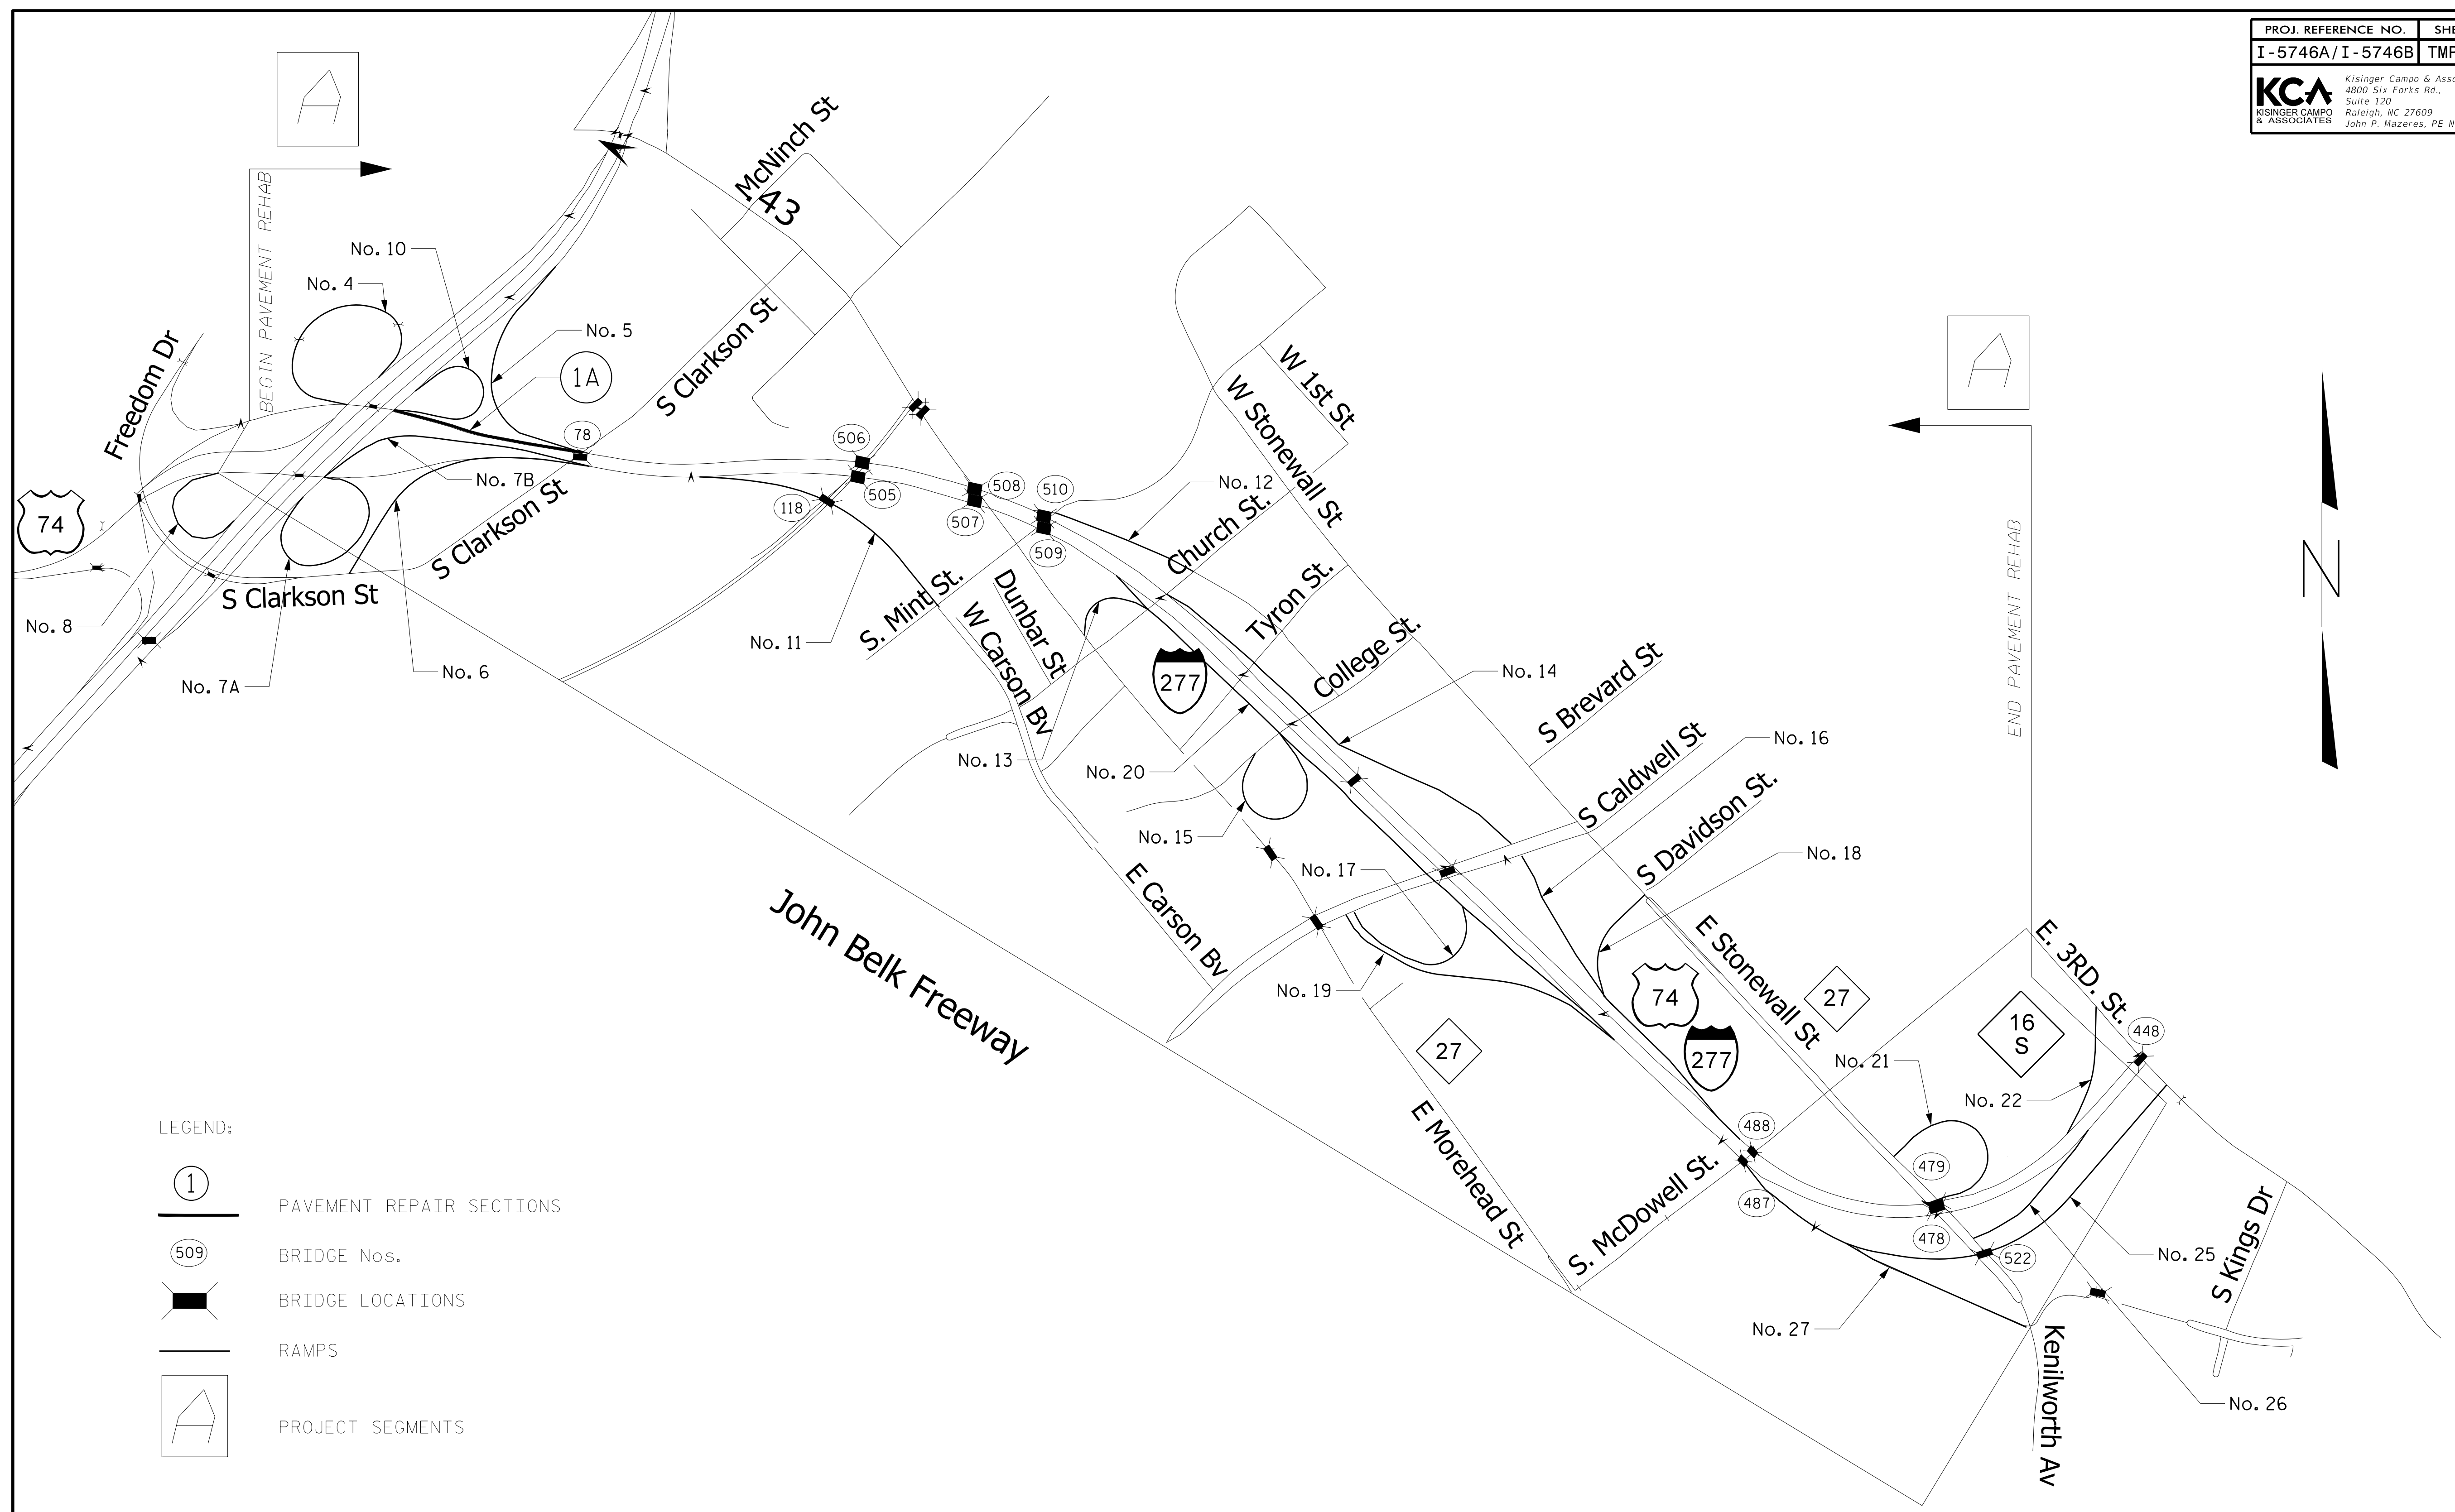 PROJ. REFERENCE NO.
SHE
I-5746A/I-5746B
TMP
KCA
KISINGER CAMPO
& ASSOCIATES
Kisinger Campo & Asso
4800 Six Forks Rd.,
Suite 120
Raleigh, NC 27609
John P. Mazeres, PE N
A
BEGIN PAVEMENT REHAB
McNinch St
.43
No. 10
No. 4
No. 5
1A
Freedom Dr
S Clarkson St
78
506
505
118
No. 7B
S Clarkson St
74
S Clarkson St
No. 8
No. 7A
No. 6
No. 11
508
507
510
509
No. 12
W 1st St
W Stonewall St
Church St.
S. Mint St.
Dunbar St
W Carson Bv
Tyron St.
College St.
277
No. 14
S Brevard St
No. 13
No. 20
No. 16
S Caldwell St
S Davidson St.
No. 15
No. 17
No. 18
E Carson Bv
John Belk Freeway
No. 19
E Stonewall St
74
277
27
27
A
END PAVEMENT REHAB
N
E. 3RD. St.
16
S
448
No. 21
No. 22
488
487
479
478
522
E Morehead St
S. McDowell St.
No. 25
S Kings Dr
No. 27
Kenilworth Av
No. 26
LEGEND:
1
PAVEMENT REPAIR SECTIONS
509
BRIDGE Nos.
BRIDGE LOCATIONS
RAMPS
A
PROJECT SEGMENTS